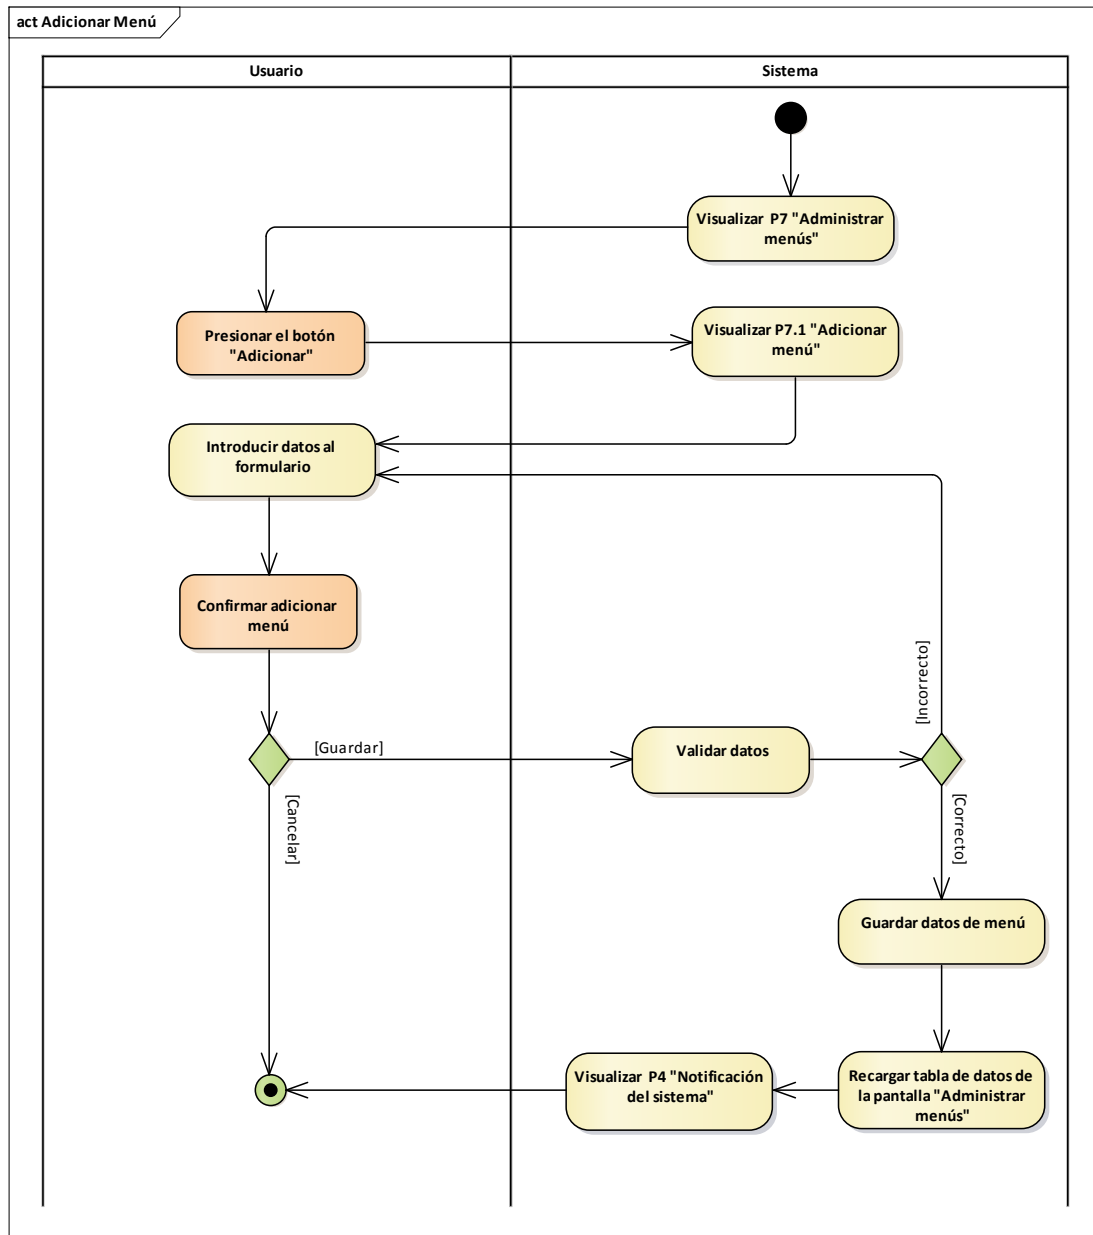 act Adicionar Menú
Usuario
Sistema
Visualizar P7 "Administrar
menús"
Presionar el botón
"Adicionar"
Visualizar P7.1 "Adicionar
menú"
Introducir datos al
formulario
Confirmar adicionar
menú
[Guardar]
[Cancelar]
Validar datos
[Incorrecto]
[Correcto]
Guardar datos de menú
Recargar tabla de datos de
la pantalla "Administrar
menús"
Visualizar P4 "Notificación
del sistema"